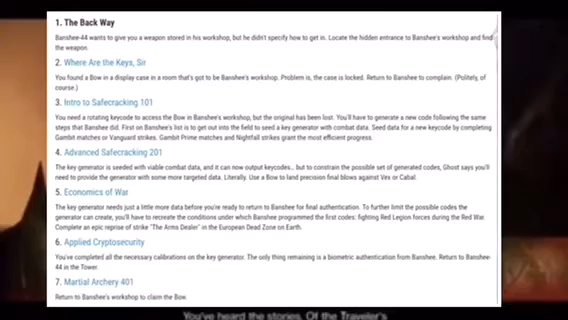 1. The Back Way
Banshee-44 wants to give you a weapon stored in his workshop, but he didn't specify how to get in. Locate the hidden entrance to Banshee's workshop and find
the weapon.
2. Where Are the Keys, Sir
You found a Bow in a display case in a room that's got to be Banshee's workshop. Problem is, the case is locked. Return to Banshee to complain. (Politely, of
course.)
3. Intro to Safecracking 101
You need a rotating keycode to access the Bow in Banshee's workshop, but the original has been lost. You'll have to generate a new code following the same
steps that Banshee did. First on Banshee's list is to get out into the field to seed a key generator with combat data. Seed data for a new keycode by completing
Gambit matches or Vanguard strikes. Gambit Prime matches and Nightfall strikes grant the most efficient progress.
4. Advanced Safecracking 201
The key generator is seeded with viable combat data, and it can now output keycodes... but to constrain the possible set of generated codes, Ghost says you'll
need to provide the generator with some more targeted data. Literally. Use a Bow to land precision final blows against Vex or Cabal.
5. Economics of War
The key generator needs just a little more data before you're ready to return to Banshee for final authentication. To further limit the possible codes the
generator can create, you'll have to recreate the conditions under which Banshee programmed the first codes: fighting Red Legion forces during the Red War.
Complete an epic reprise of strike "The Arms Dealer" in the European Dead Zone on Earth.
6. Applied Cryptosecurity
You've completed all the necessary calibrations on the key generator. The only thing remaining is a biometric authentication from Banshee. Return to Banshee-
44 in the Tower.
7. Martial Archery 401
Return to Banshee's workshop to claim the Bow.
You've heard the stories. Of the Traveler's